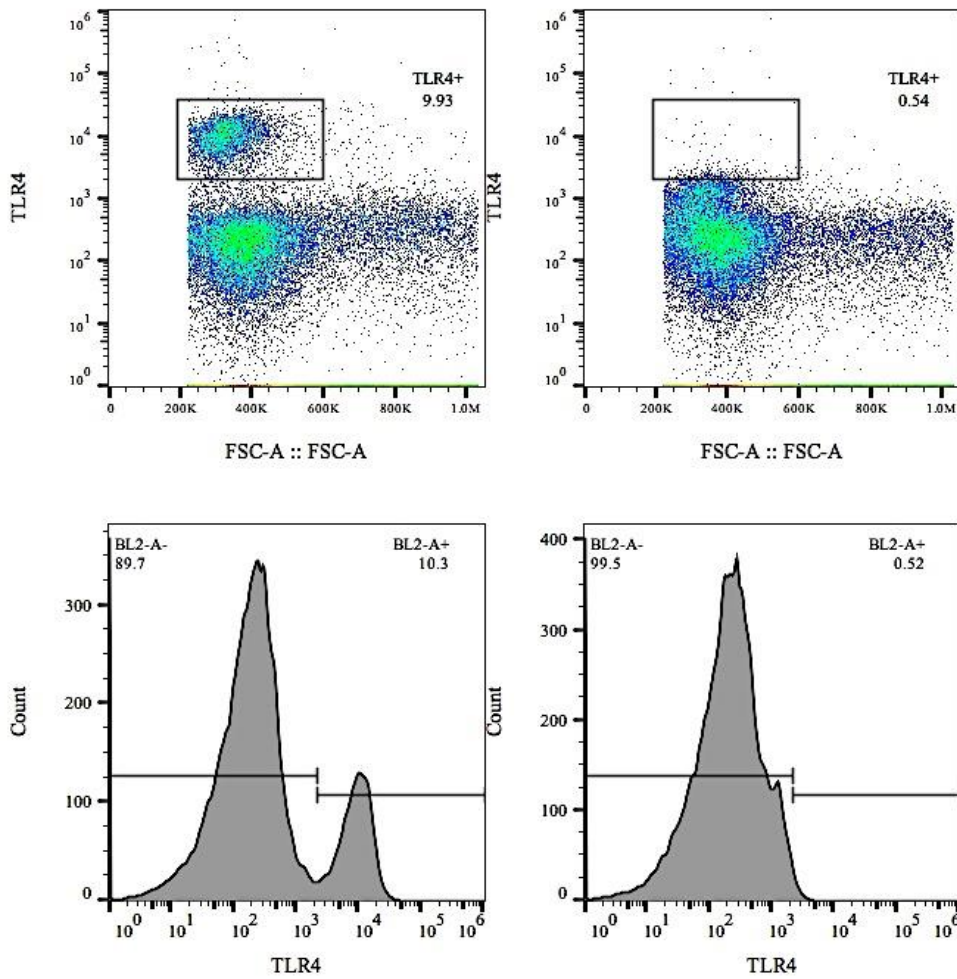 TLR4+
9.93
TLR4
10^6
10^5
10^4
10^3
10^2
10^1
10^0
0
200K
400K
600K
800K
1.0M
FSC-A :: FSC-A
TLR4+
0.54
TLR4
10^6
10^5
10^4
10^3
10^2
10^1
10^0
0
200K
400K
600K
800K
1.0M
FSC-A :: FSC-A
BL2-A-
89.7
BL2-A+
10.3
Count
300
200
100
0
0
10^1
10^2
10^3
10^4
10^5
10^6
TLR4
BL2-A-
99.5
BL2-A+
0.52
Count
400
300
200
100
0
0
10^1
10^2
10^3
10^4
10^5
10^6
TLR4